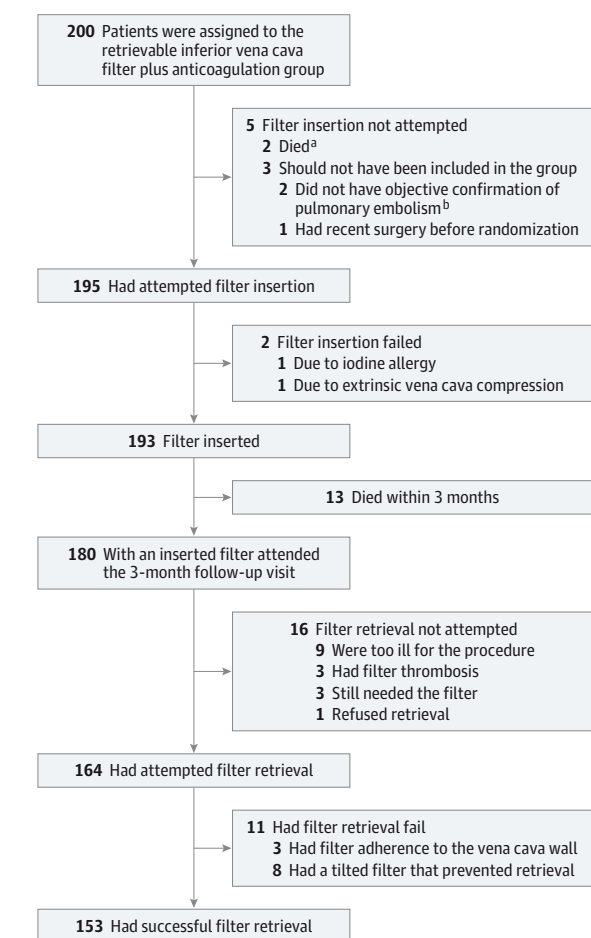 200 Patients were assigned to the
retrievable inferior vena cava
filter plus anticoagulation group
5 Filter insertion not attempted
2 Diedᵃ
3 Should not have been included in the group
2 Did not have objective confirmation of
pulmonary embolismᵇ
1 Had recent surgery before randomization
195 Had attempted filter insertion
2 Filter insertion failed
1 Due to iodine allergy
1 Due to extrinsic vena cava compression
193 Filter inserted
13 Died within 3 months
180 With an inserted filter attended
the 3-month follow-up visit
16 Filter retrieval not attempted
9 Were too ill for the procedure
3 Had filter thrombosis
3 Still needed the filter
1 Refused retrieval
164 Had attempted filter retrieval
11 Had filter retrieval fail
3 Had filter adherence to the vena cava wall
8 Had a tilted filter that prevented retrieval
153 Had successful filter retrieval